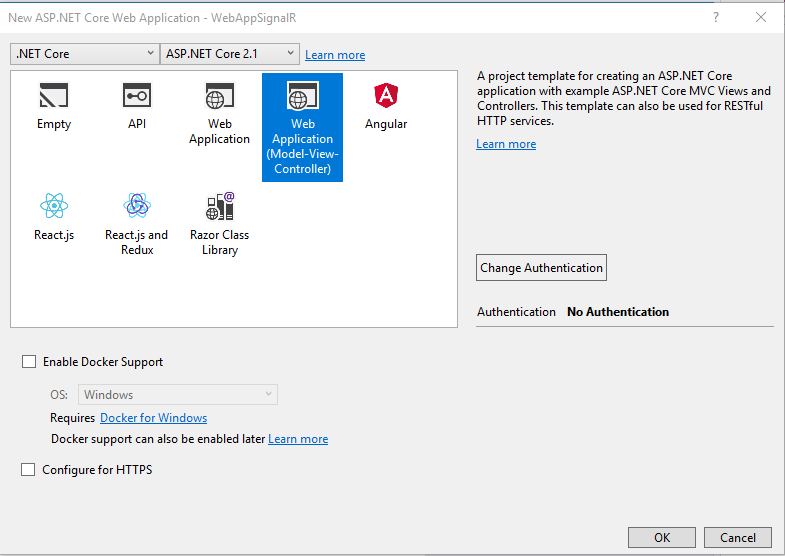 New ASP.NET Core Web Application - WebAppSignalR
?
.NET Core
ASP.NET Core 2.1
Learn more
Empty
API
Web
Application
Web
Application
(Model-View-
Controller)
Angular
React.js
React.js and
Redux
Razor Class
Library
A project template for creating an ASP.NET Core
application with example ASP.NET Core MVC Views and
Controllers. This template can also be used for RESTful
HTTP services.
Learn more
Change Authentication
Authentication No Authentication
Enable Docker Support
OS: Windows
Requires Docker for Windows
Docker support can also be enabled later Learn more
Configure for HTTPS
OK
Cancel